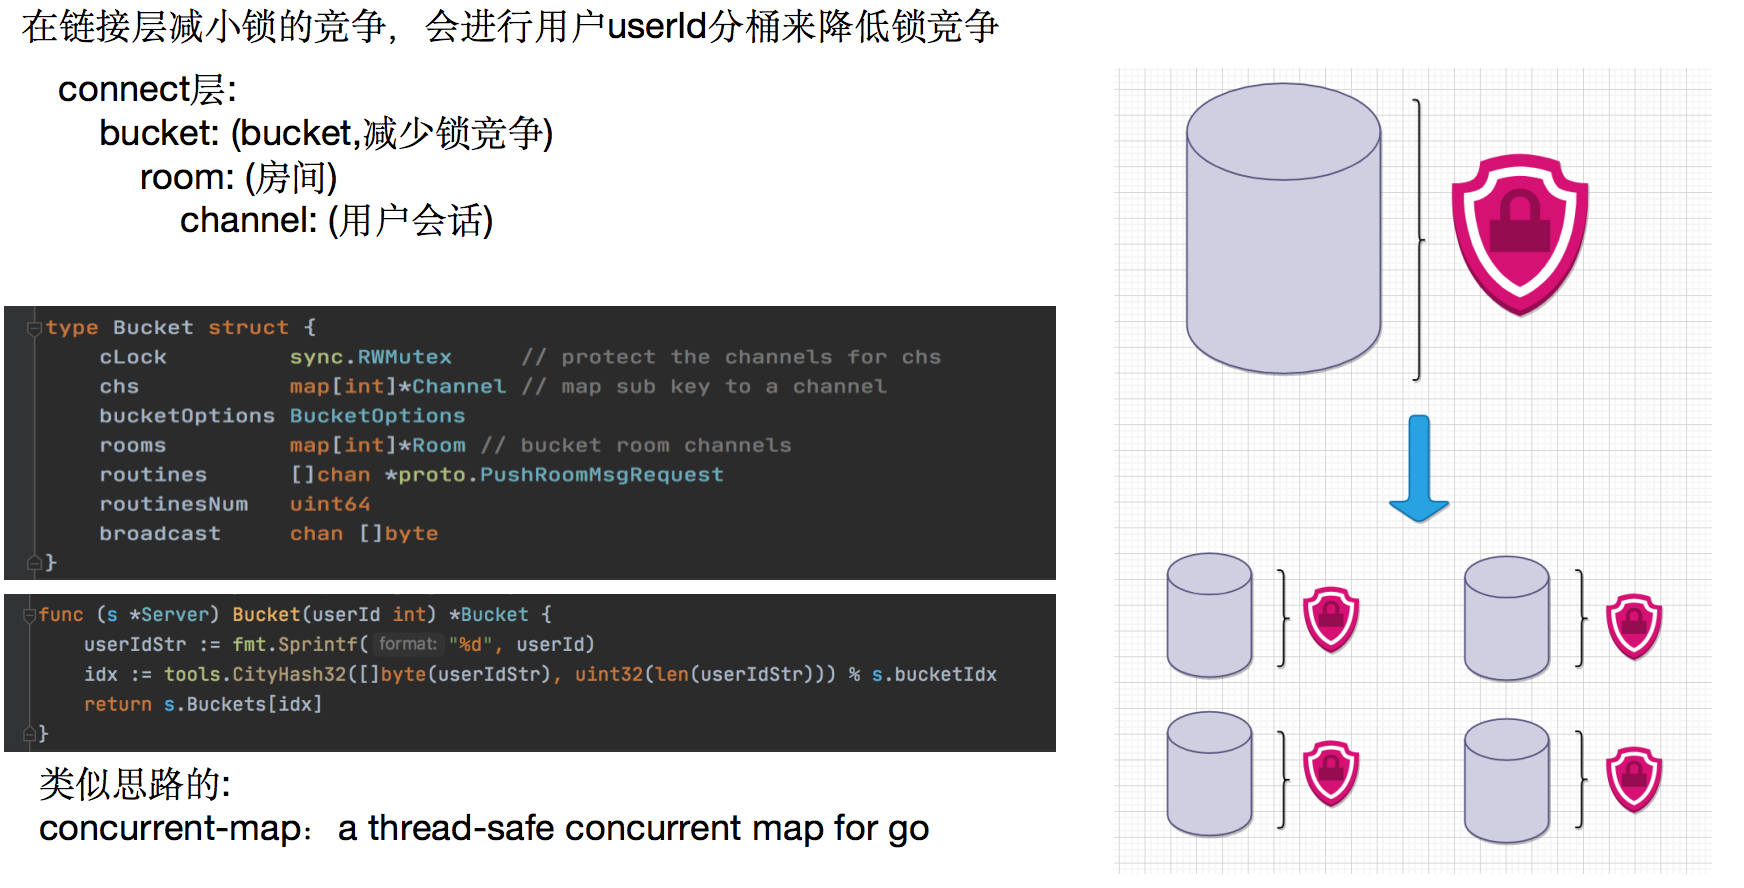 在链接层减小锁的竞争，会进行用户userId分桶来降低锁竞争
connect层:
bucket: (bucket,减少锁竞争)
room: (房间)
channel: (用户会话)
type Bucket struct {
cLock sync.RWMutex // protect the channels for chs
chs map[int]*Channel // map sub key to a channel
bucketOptions BucketOptions
rooms map[int]*Room // bucket room channels
routines []chan *proto.PushRoomMsgRequest
routinesNum uint64
broadcast chan []byte
}
func (s *Server) Bucket(userId int) *Bucket {
userIdStr := fmt.Sprintf( format: "%d", userId)
idx := tools.CityHash32([]byte(userIdStr), uint32(len(userIdStr))) % s.bucketIdx
return s.Buckets[idx]
}
类似思路的:
concurrent-map： a thread-safe concurrent map for go